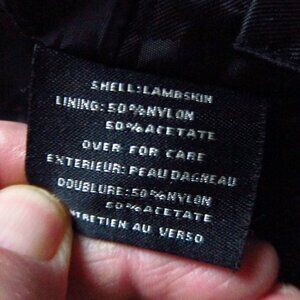 SHELL:LAMBSKIN
LINING: 50%NYLON
50%ACETATE
OVER FOR CARE
EXTERIEUR: PEAU DAGNEAU
DOUBLURE: 50%NYLON
50%ACETATE
ENTRETIEN AU VERSO